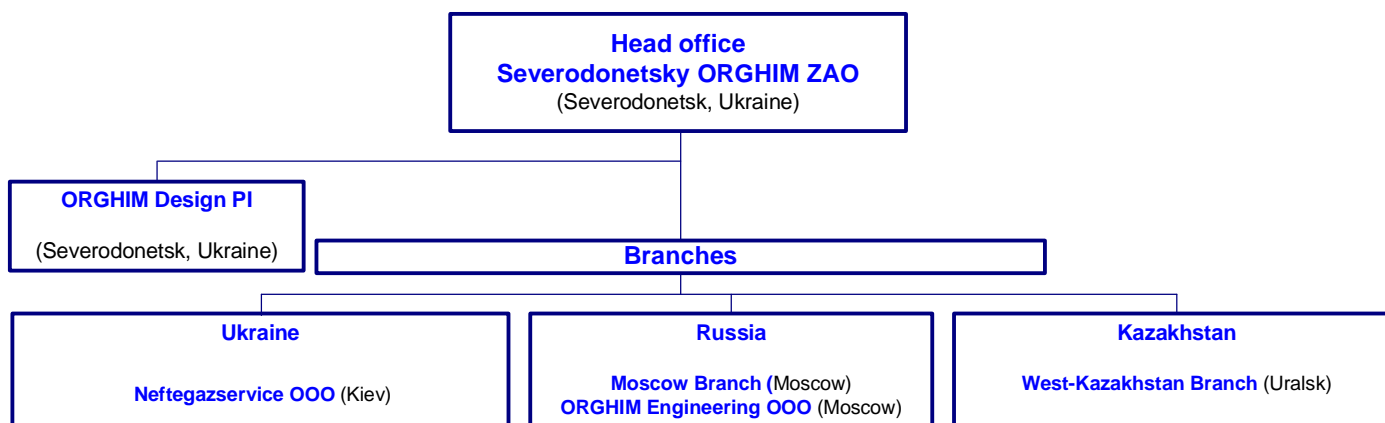 Head office
Severodonetsky ORGHIM ZAO
(Severodonetsk, Ukraine)
ORGHIM Design PI
(Severodonetsk, Ukraine)
Branches
Ukraine
Neftegazservice OOO (Kiev)
Russia
Moscow Branch (Moscow)
ORGHIM Engineering OOO (Moscow)
Kazakhstan
West-Kazakhstan Branch (Uralsk)